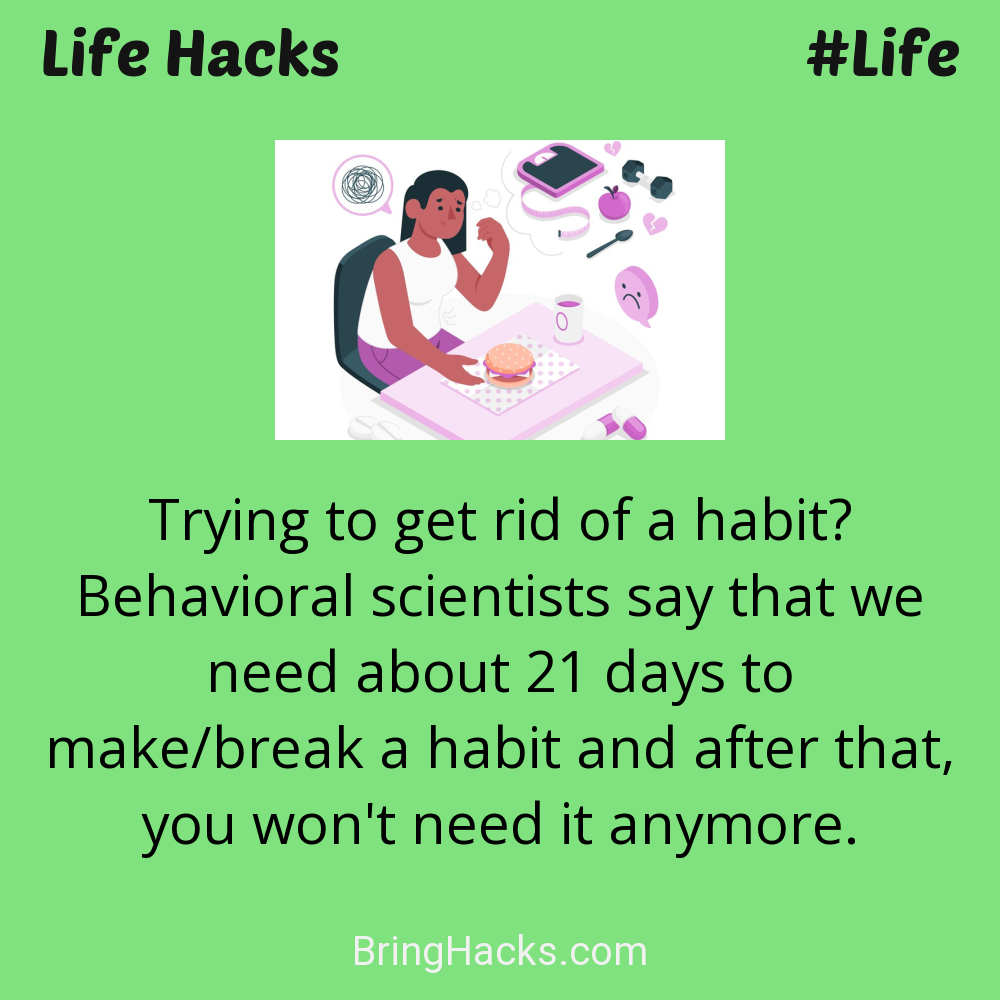 Life Hacks
#Life
Trying to get rid of a habit?
Behavioral scientists say that we
need about 21 days to
make/break a habit and after that,
you won't need it anymore.
BringHacks.com